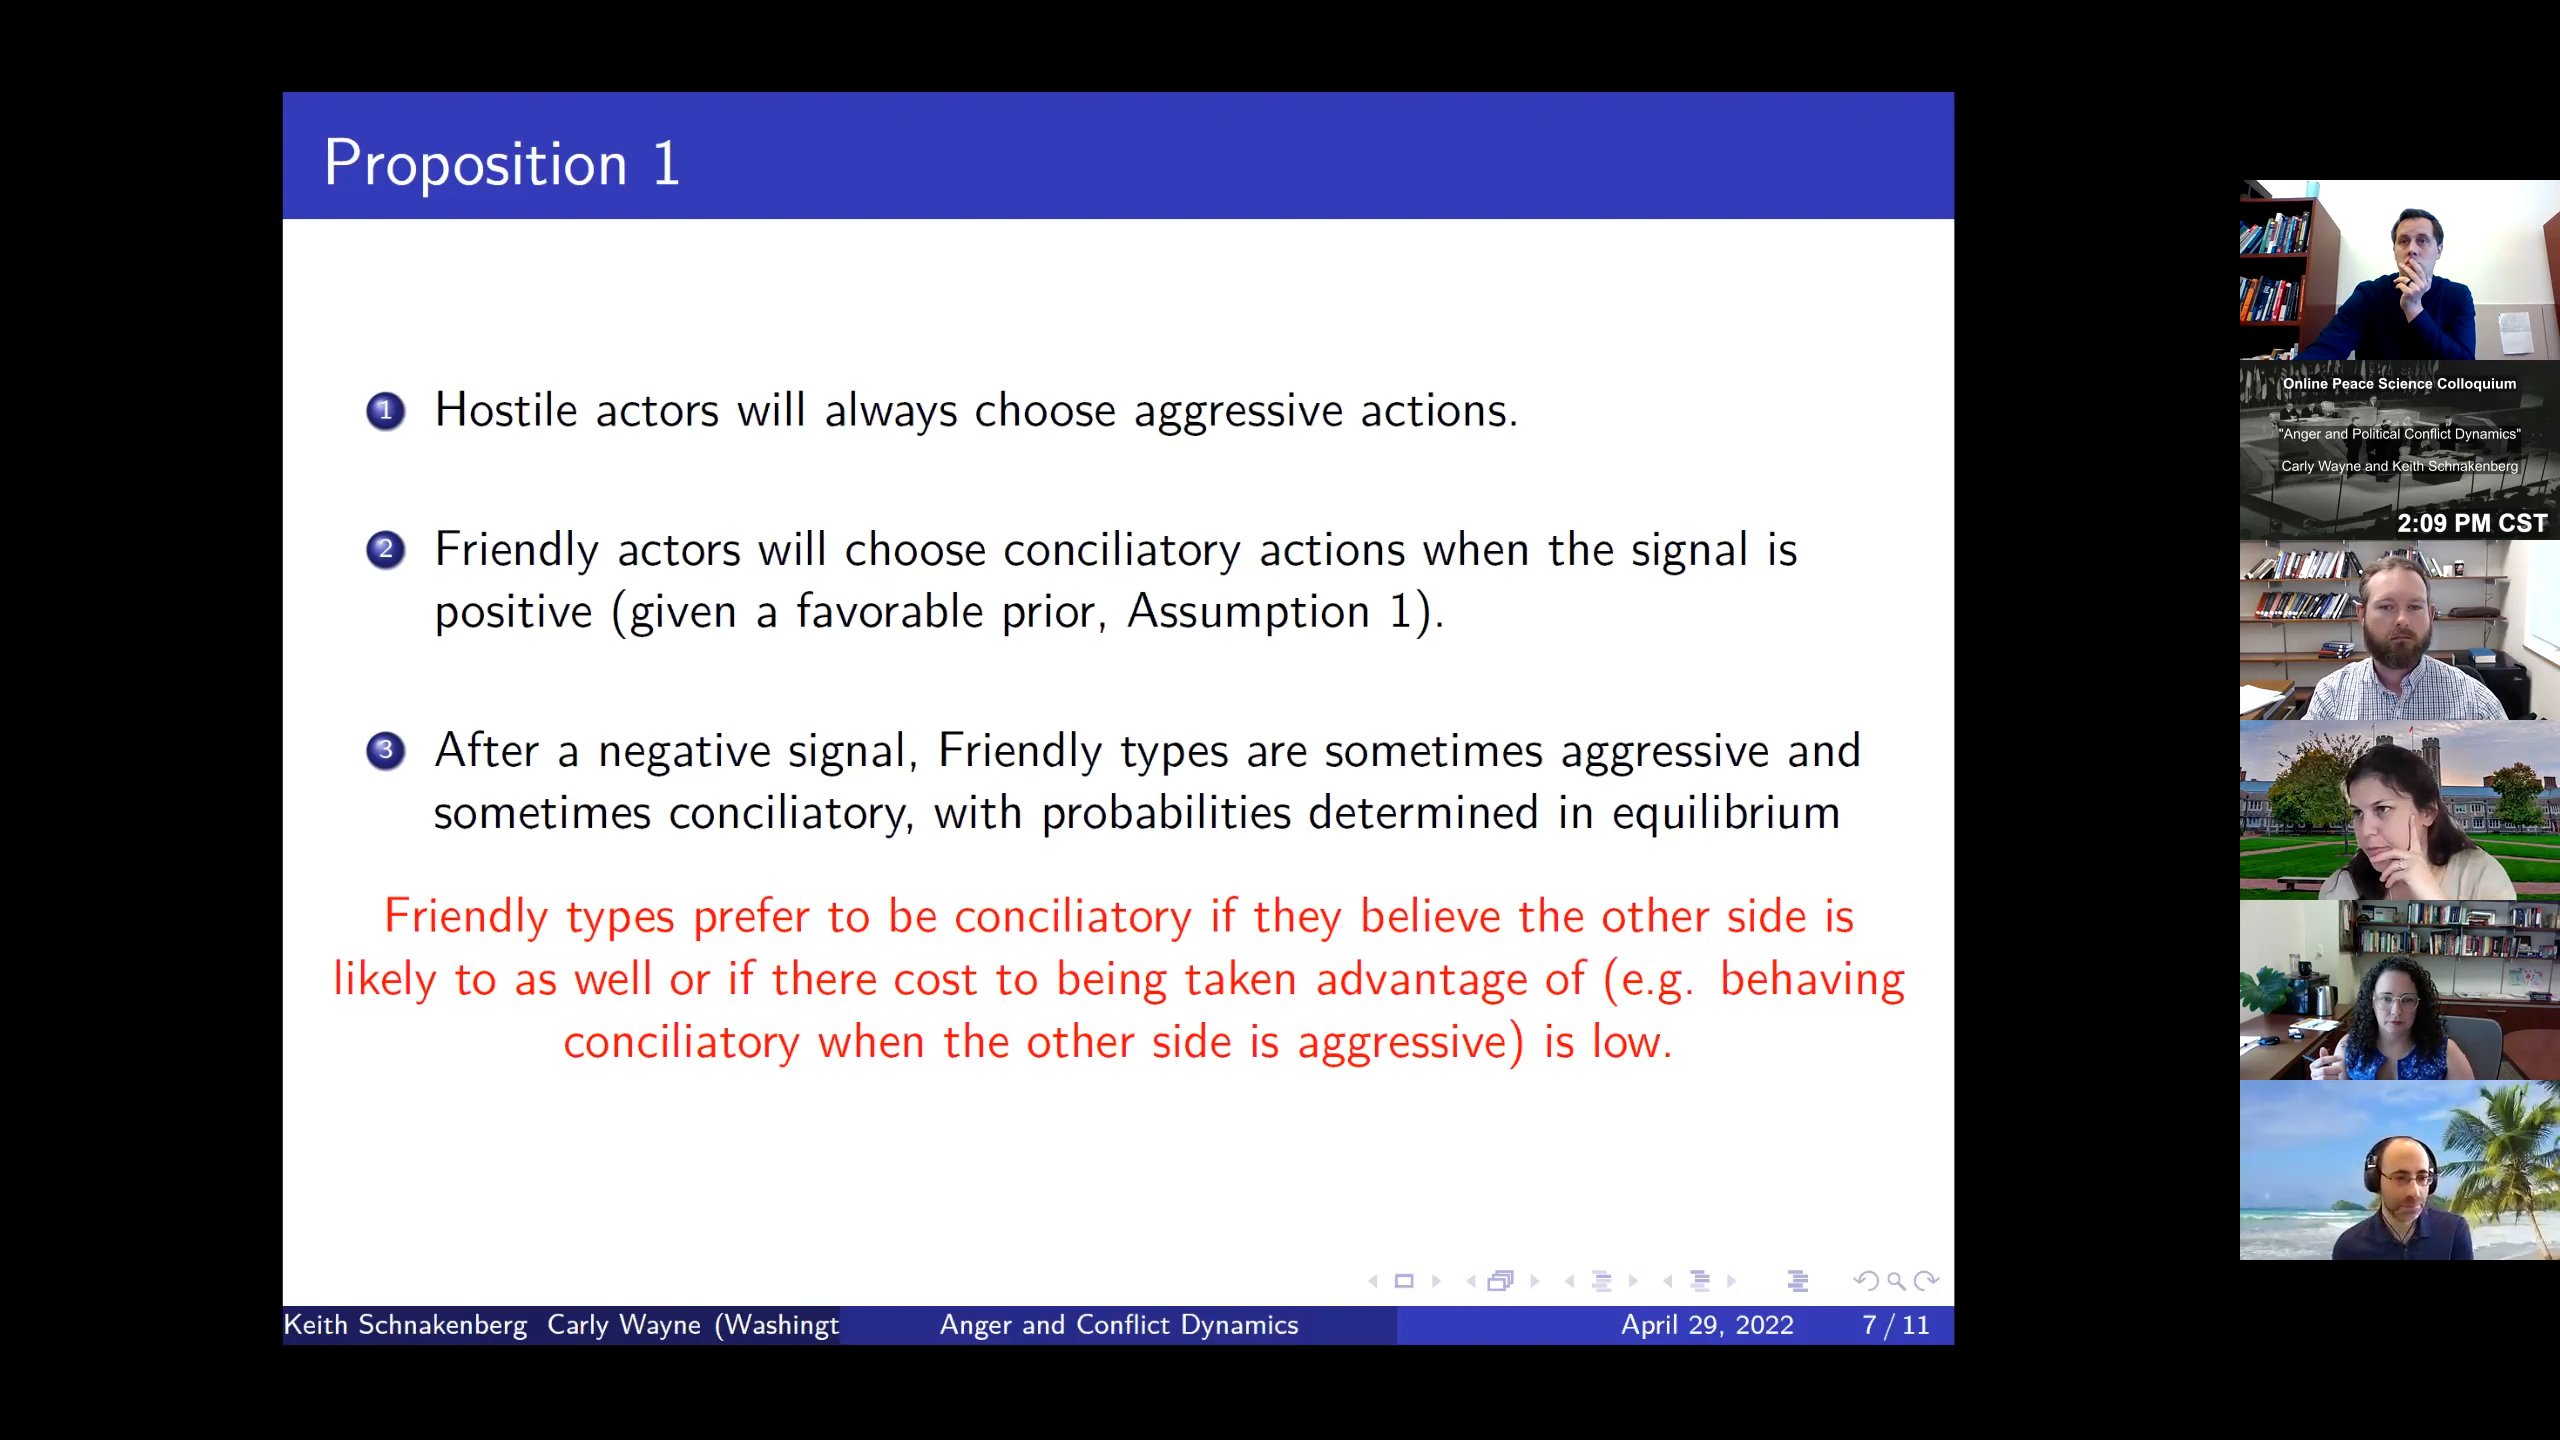 Proposition 1
1 Hostile actors will always choose aggressive actions.
2 Friendly actors will choose conciliatory actions when the signal is
positive (given a favorable prior, Assumption 1).
3 After a negative signal, Friendly types are sometimes aggressive and
sometimes conciliatory, with probabilities determined in equilibrium
Friendly types prefer to be conciliatory if they believe the other side is
likely to as well or if there cost to being taken advantage of (e.g. behaving
conciliatory when the other side is aggressive) is low.
Keith Schnakenberg Carly Wayne (Washingt
Anger and Conflict Dynamics
April 29, 2022
7 / 11
Online Peace Science Colloquium
"Anger and Political Conflict Dynamics"
Carly Wayne and Keith Schnakenberg
2:09 PM CST